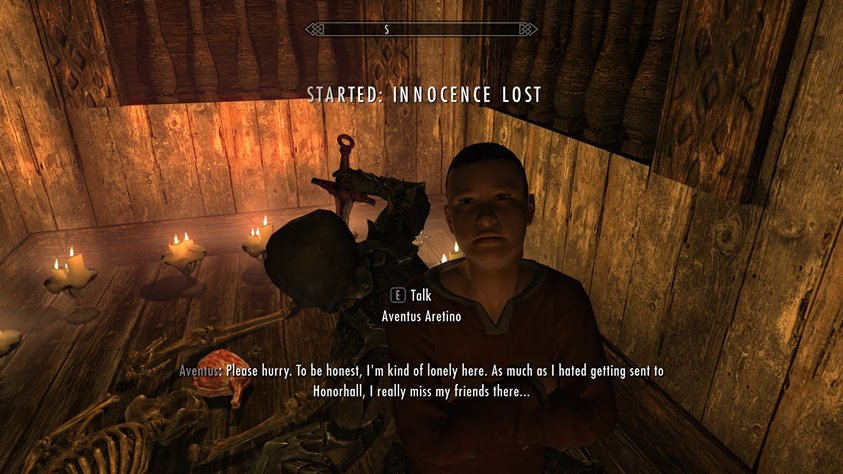 S
STARTED: INNOCENCE LOST
E Talk
Aventus Aretino
Aventus: Please hurry. To be honest, I'm kind of lonely here. As much as I hated getting sent to
Honorhall, I really miss my friends there...